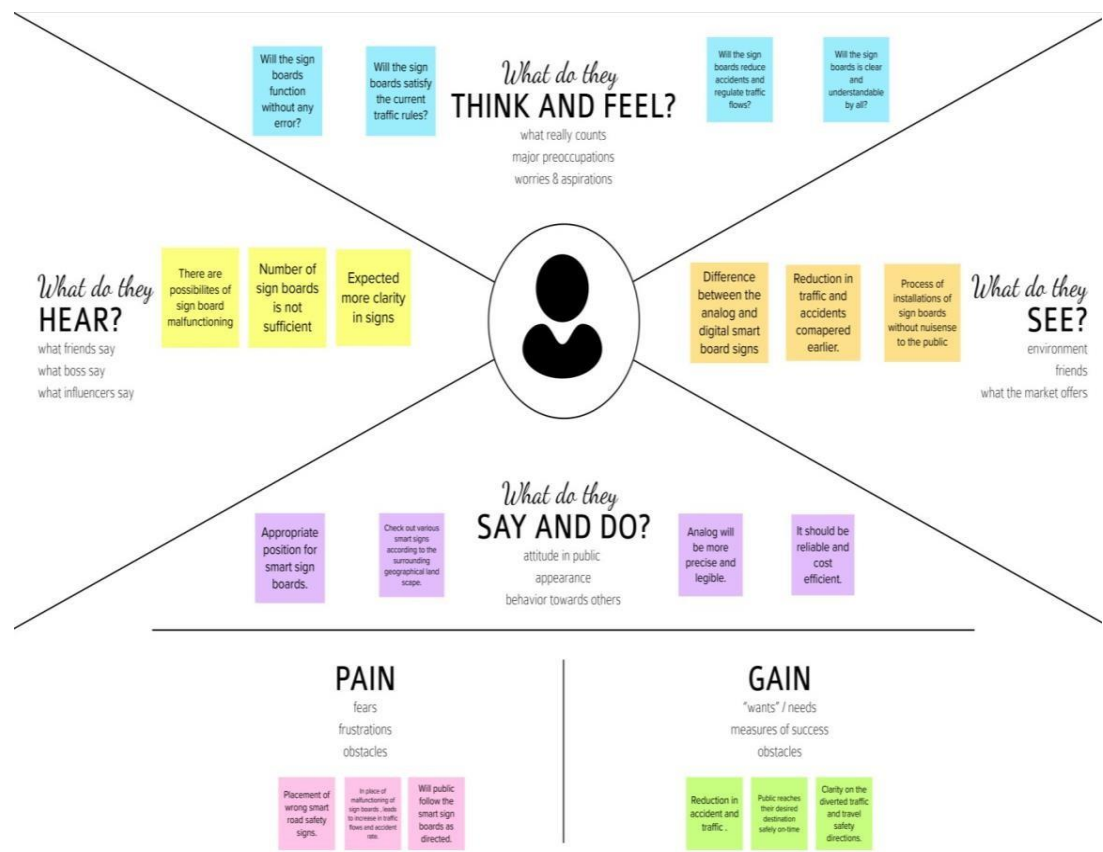 Will the sign
boards
function
without any
error?
Will the sign
boards satisfy
the current
traffic rules?
What do they
THINK AND FEEL?
what really counts
major preoccupations
worries & aspirations
Will the sign
boards reduce
accidents and
regulate traffic
flows?
Will the sign
boards is clear
and
understandable
by all?
What do they
HEAR?
what friends say
what boss say
what influencers say
There are
possibilites of
sign board
malfunctioning
Number of
sign boards
is not
sufficient
Expected
more clarity
in signs
Difference
between the
analog and
digital smart
board signs
Reduction in
traffic and
accidents
comapered
earlier.
Process of
installations of
sign boards
without nuisense
to the public
What do they
SEE?
environment
friends
what the market offers
Appropriate
position for
smart sign
boards.
Check out various
smart signs
according to the
surrounding
geographical land
scape.
What do they
SAY AND DO?
attitude in public
appearance
behavior towards others
Analog will
be more
precise and
legible.
It should be
reliable and
cost
efficient.
PAIN
fears
frustrations
obstacles
Placement of
wrong smart
road safety
signs.
In place of
malfunctioning of
sign boards , leads
to increase in traffic
flows and accident
rate.
Will public
follow the
smart sign
boards as
directed.
GAIN
"wants" / needs
measures of success
obstacles
Reduction in
accident and
traffic .
Public reaches
their desired
destination
safely on-time
Clarity on the
diverted traffic
and travel
safety
directions.